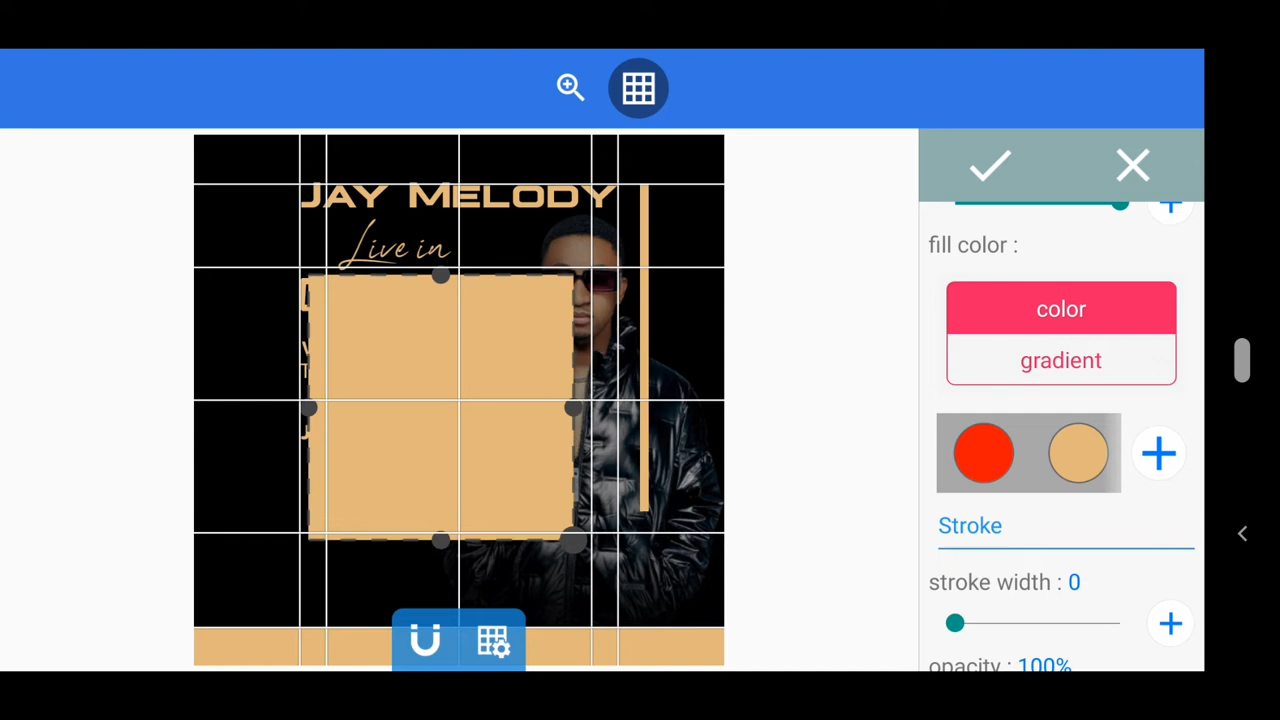 JAY MELODY
Live in
fill color :
color
gradient
Stroke
stroke width : 0
opacity : 100%